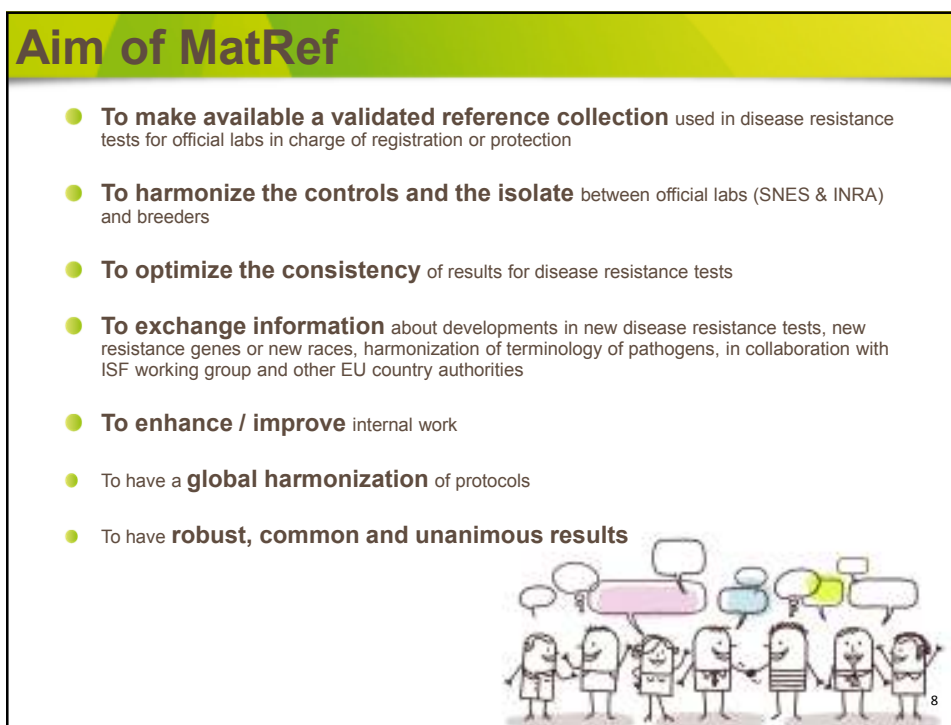 Aim of MatRef
To make available a validated reference collection used in disease resistance
tests for official labs in charge of registration or protection
To harmonize the controls and the isolate between official labs (SNES & INRA)
and breeders
To optimize the consistency of results for disease resistance tests
To exchange information about developments in new disease resistance tests, new
resistance genes or new races, harmonization of terminology of pathogens, in collaboration with
ISF working group and other EU country authorities
To enhance / improve internal work
To have a global harmonization of protocols
To have robust, common and unanimous results
8